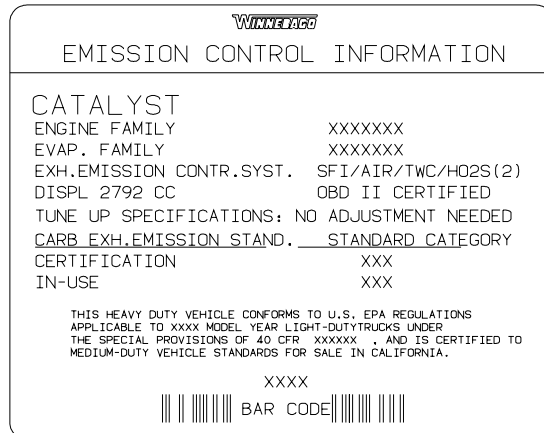 WINNEBAGO
EMISSION CONTROL INFORMATION
CATALYST
ENGINE FAMILY XXXXXXX
EVAP. FAMILY XXXXXXX
EXH.EMISSION CONTR.SYST. SFI/AIR/TWC/HO2S(2)
DISPL 2792 CC OBD II CERTIFIED
TUNE UP SPECIFICATIONS: NO ADJUSTMENT NEEDED
CARB EXH.EMISSION STAND. STANDARD CATEGORY
CERTIFICATION XXX
IN-USE XXX
THIS HEAVY DUTY VEHICLE CONFORMS TO U.S. EPA REGULATIONS
APPLICABLE TO XXXX MODEL YEAR LIGHT-DUTYTRUCKS UNDER
THE SPECIAL PROVISIONS OF 40 CFR XXXXXX , AND IS CERTIFIED TO
MEDIUM-DUTY VEHICLE STANDARDS FOR SALE IN CALIFORNIA.
XXXX
BAR CODE